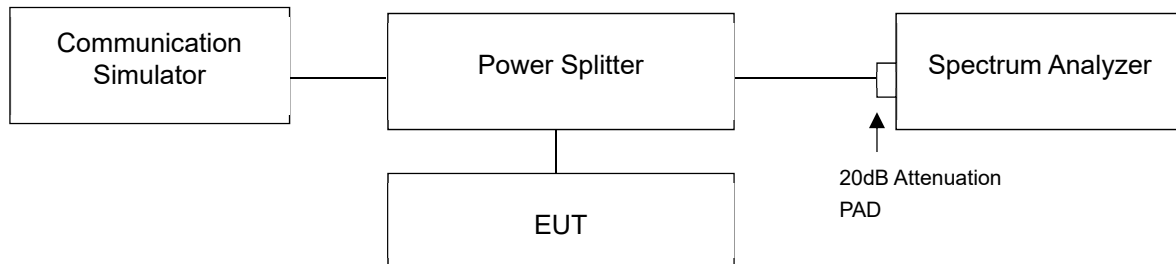 Communication
Simulator
Power Splitter
Spectrum Analyzer
20dB Attenuation
PAD
EUT